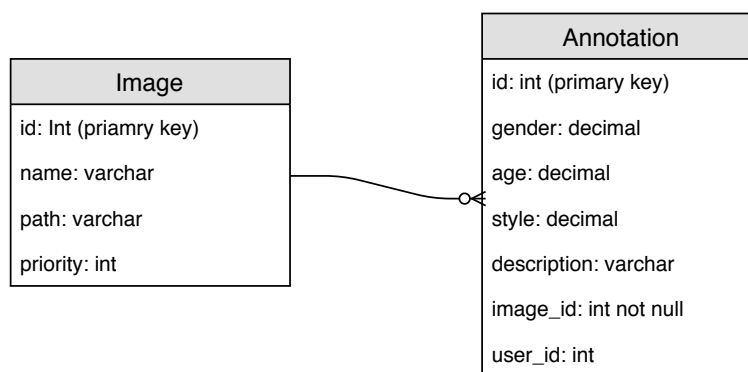 Image
id: Int (priamry key)
name: varchar
path: varchar
priority: int
Annotation
id: int (primary key)
gender: decimal
age: decimal
style: decimal
description: varchar
image_id: int not null
user_id: int